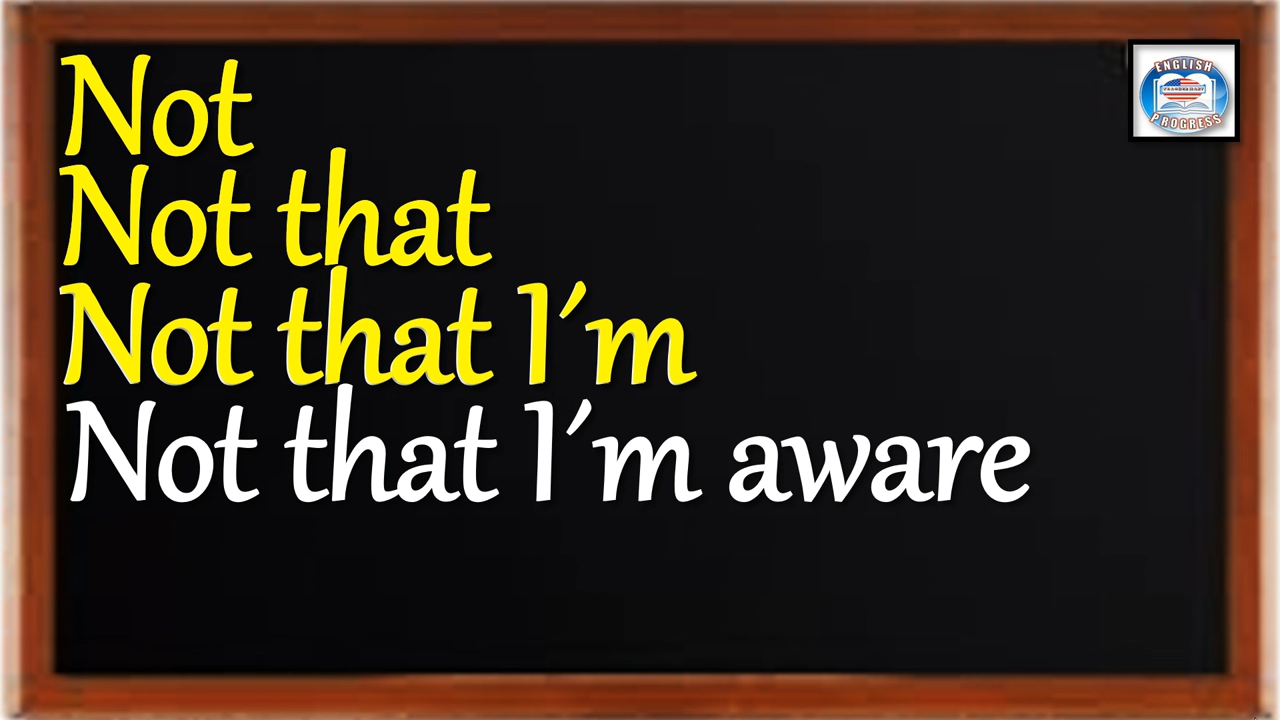 Not
Not that
Not that I'm
Not that I'm aware
ENGLISH
PROGRESS